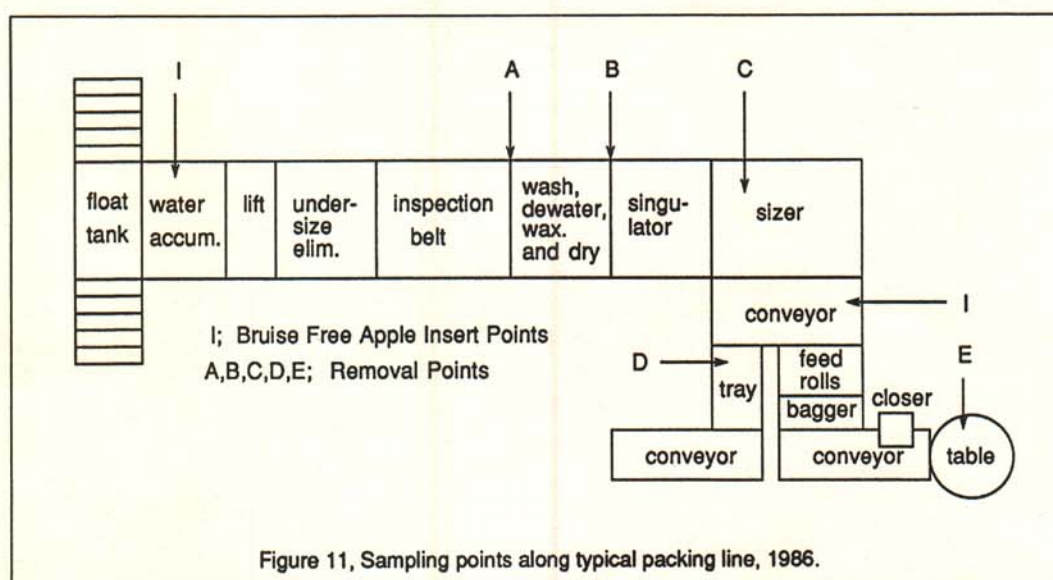 I
A
B
C
float
tank
water
accum.
lift
under-
size
elim.
inspection
belt
wash,
dewater,
wax.
and dry
singu-
lator
sizer
conveyor
I
I; Bruise Free Apple Insert Points
A,B,C,D,E; Removal Points
D
tray
feed
rolls
bagger
closer
E
conveyor
conveyor
table
Figure 11, Sampling points along typical packing line, 1986.